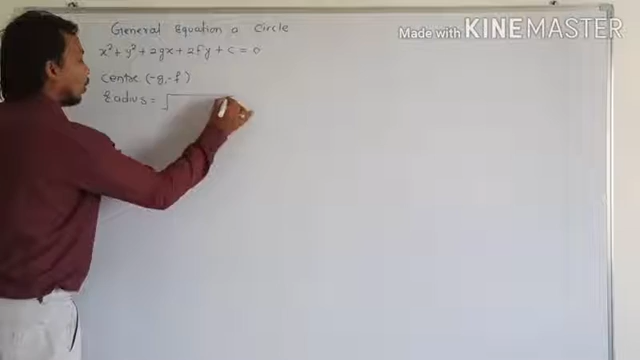 Made with KINEMASTER
General Equation a Circle
x² + y² + 2gx + 2fy + c = 0
Centre (-g, -f)
Radius = √